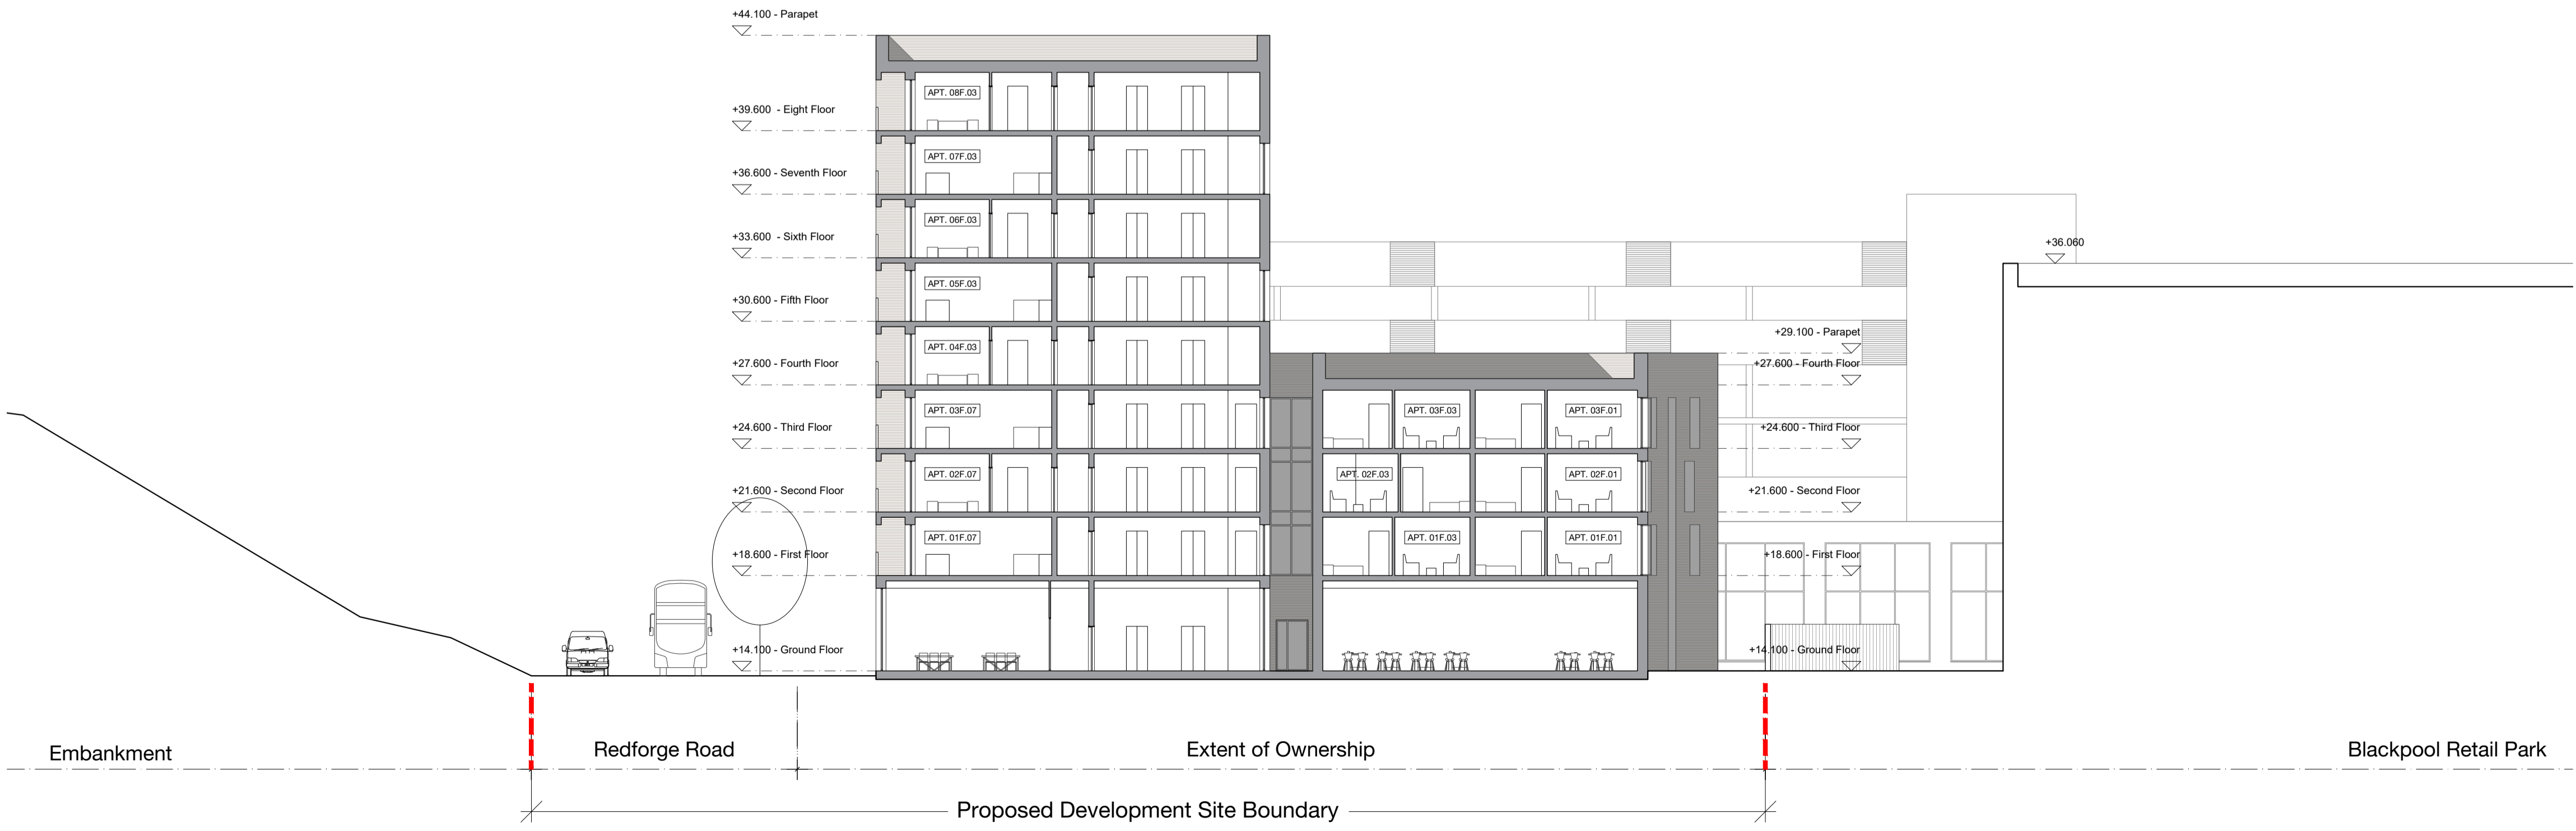 +44.100 - Parapet
+39.600  - Eight Floor
+36.600 - Seventh Floor
+33.600  - Sixth Floor
+30.600 - Fifth Floor
+27.600 - Fourth Floor
+24.600 - Third Floor
+21.600 - Second Floor
+18.600 - First Floor
+14.100 - Ground Floor
APT. 08F.03
APT. 07F.03
APT. 06F.03
APT. 05F.03
APT. 04F.03
APT. 03F.07
APT. 02F.07
APT. 01F.07
APT. 03F.03
APT. 03F.01
APT. 02F.03
APT. 02F.01
APT. 01F.03
APT. 01F.01
+36.060
+29.100 - Parapet
+27.600 - Fourth Floor
+24.600 - Third Floor
+21.600 - Second Floor
+18.600 - First Floor
+14.100 - Ground Floor
Embankment
Redforge Road
Extent of Ownership
Blackpool Retail Park
Proposed Development Site Boundary